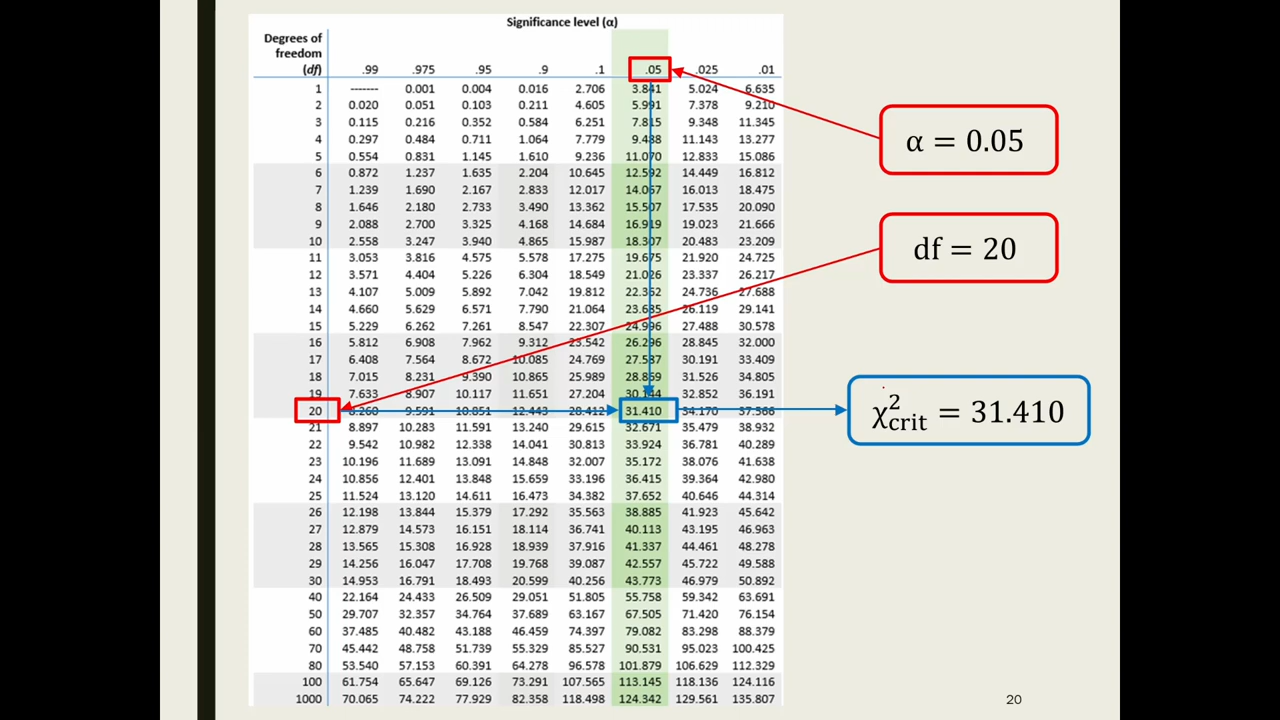 Significance level (α)
Degrees of
freedom
(df) .99 .975 .95 .9 .1 .05 .025 .01
1 ------- 0.001 0.004 0.016 2.706 3.841 5.024 6.635
2 0.020 0.051 0.103 0.211 4.605 5.991 7.378 9.210
3 0.115 0.216 0.352 0.584 6.251 7.815 9.348 11.345
4 0.297 0.484 0.711 1.064 7.779 9.488 11.143 13.277
5 0.554 0.831 1.145 1.610 9.236 11.070 12.833 15.086
6 0.872 1.237 1.635 2.204 10.645 12.592 14.449 16.812
7 1.239 1.690 2.167 2.833 12.017 14.067 16.013 18.475
8 1.646 2.180 2.733 3.490 13.362 15.507 17.535 20.090
9 2.088 2.700 3.325 4.168 14.684 16.919 19.023 21.666
10 2.558 3.247 3.940 4.865 15.987 18.307 20.483 23.209
11 3.053 3.816 4.575 5.578 17.275 19.675 21.920 24.725
12 3.571 4.404 5.226 6.304 18.549 21.026 23.337 26.217
13 4.107 5.009 5.892 7.042 19.812 22.362 24.736 27.688
14 4.660 5.629 6.571 7.790 21.064 23.685 26.119 29.141
15 5.229 6.262 7.261 8.547 22.307 24.996 27.488 30.578
16 5.812 6.908 7.962 9.312 23.542 26.296 28.845 32.000
17 6.408 7.564 8.672 10.085 24.769 27.587 30.191 33.409
18 7.015 8.231 9.390 10.865 25.989 28.869 31.526 34.805
19 7.633 8.907 10.117 11.651 27.204 30.144 32.852 36.191
20 8.260 9.591 10.851 12.443 28.412 31.410 34.170 37.566
21 8.897 10.283 11.591 13.240 29.615 32.671 35.479 38.932
22 9.542 10.982 12.338 14.041 30.813 33.924 36.781 40.289
23 10.196 11.689 13.091 14.848 32.007 35.172 38.076 41.638
24 10.856 12.401 13.848 15.659 33.196 36.415 39.364 42.980
25 11.524 13.120 14.611 16.473 34.382 37.652 40.646 44.314
26 12.198 13.844 15.379 17.292 35.563 38.885 41.923 45.642
27 12.879 14.573 16.151 18.114 36.741 40.113 43.195 46.963
28 13.565 15.308 16.928 18.939 37.916 41.337 44.461 48.278
29 14.256 16.047 17.708 19.768 39.087 42.557 45.722 49.588
30 14.953 16.791 18.493 20.599 40.256 43.773 46.979 50.892
40 22.164 24.433 26.509 29.051 51.805 55.758 59.342 63.691
50 29.707 32.357 34.764 37.689 63.167 67.505 71.420 76.154
60 37.485 40.482 43.188 46.459 74.397 79.082 83.298 88.379
70 45.442 48.758 51.739 55.329 85.527 90.531 95.023 100.425
80 53.540 57.153 60.391 64.278 96.578 101.879 106.629 112.329
100 61.754 65.647 69.126 73.291 107.565 113.145 118.136 124.116
1000 70.065 74.222 77.929 82.358 118.498 124.342 129.561 135.807
α = 0.05
df = 20
χ²crit = 31.410
20